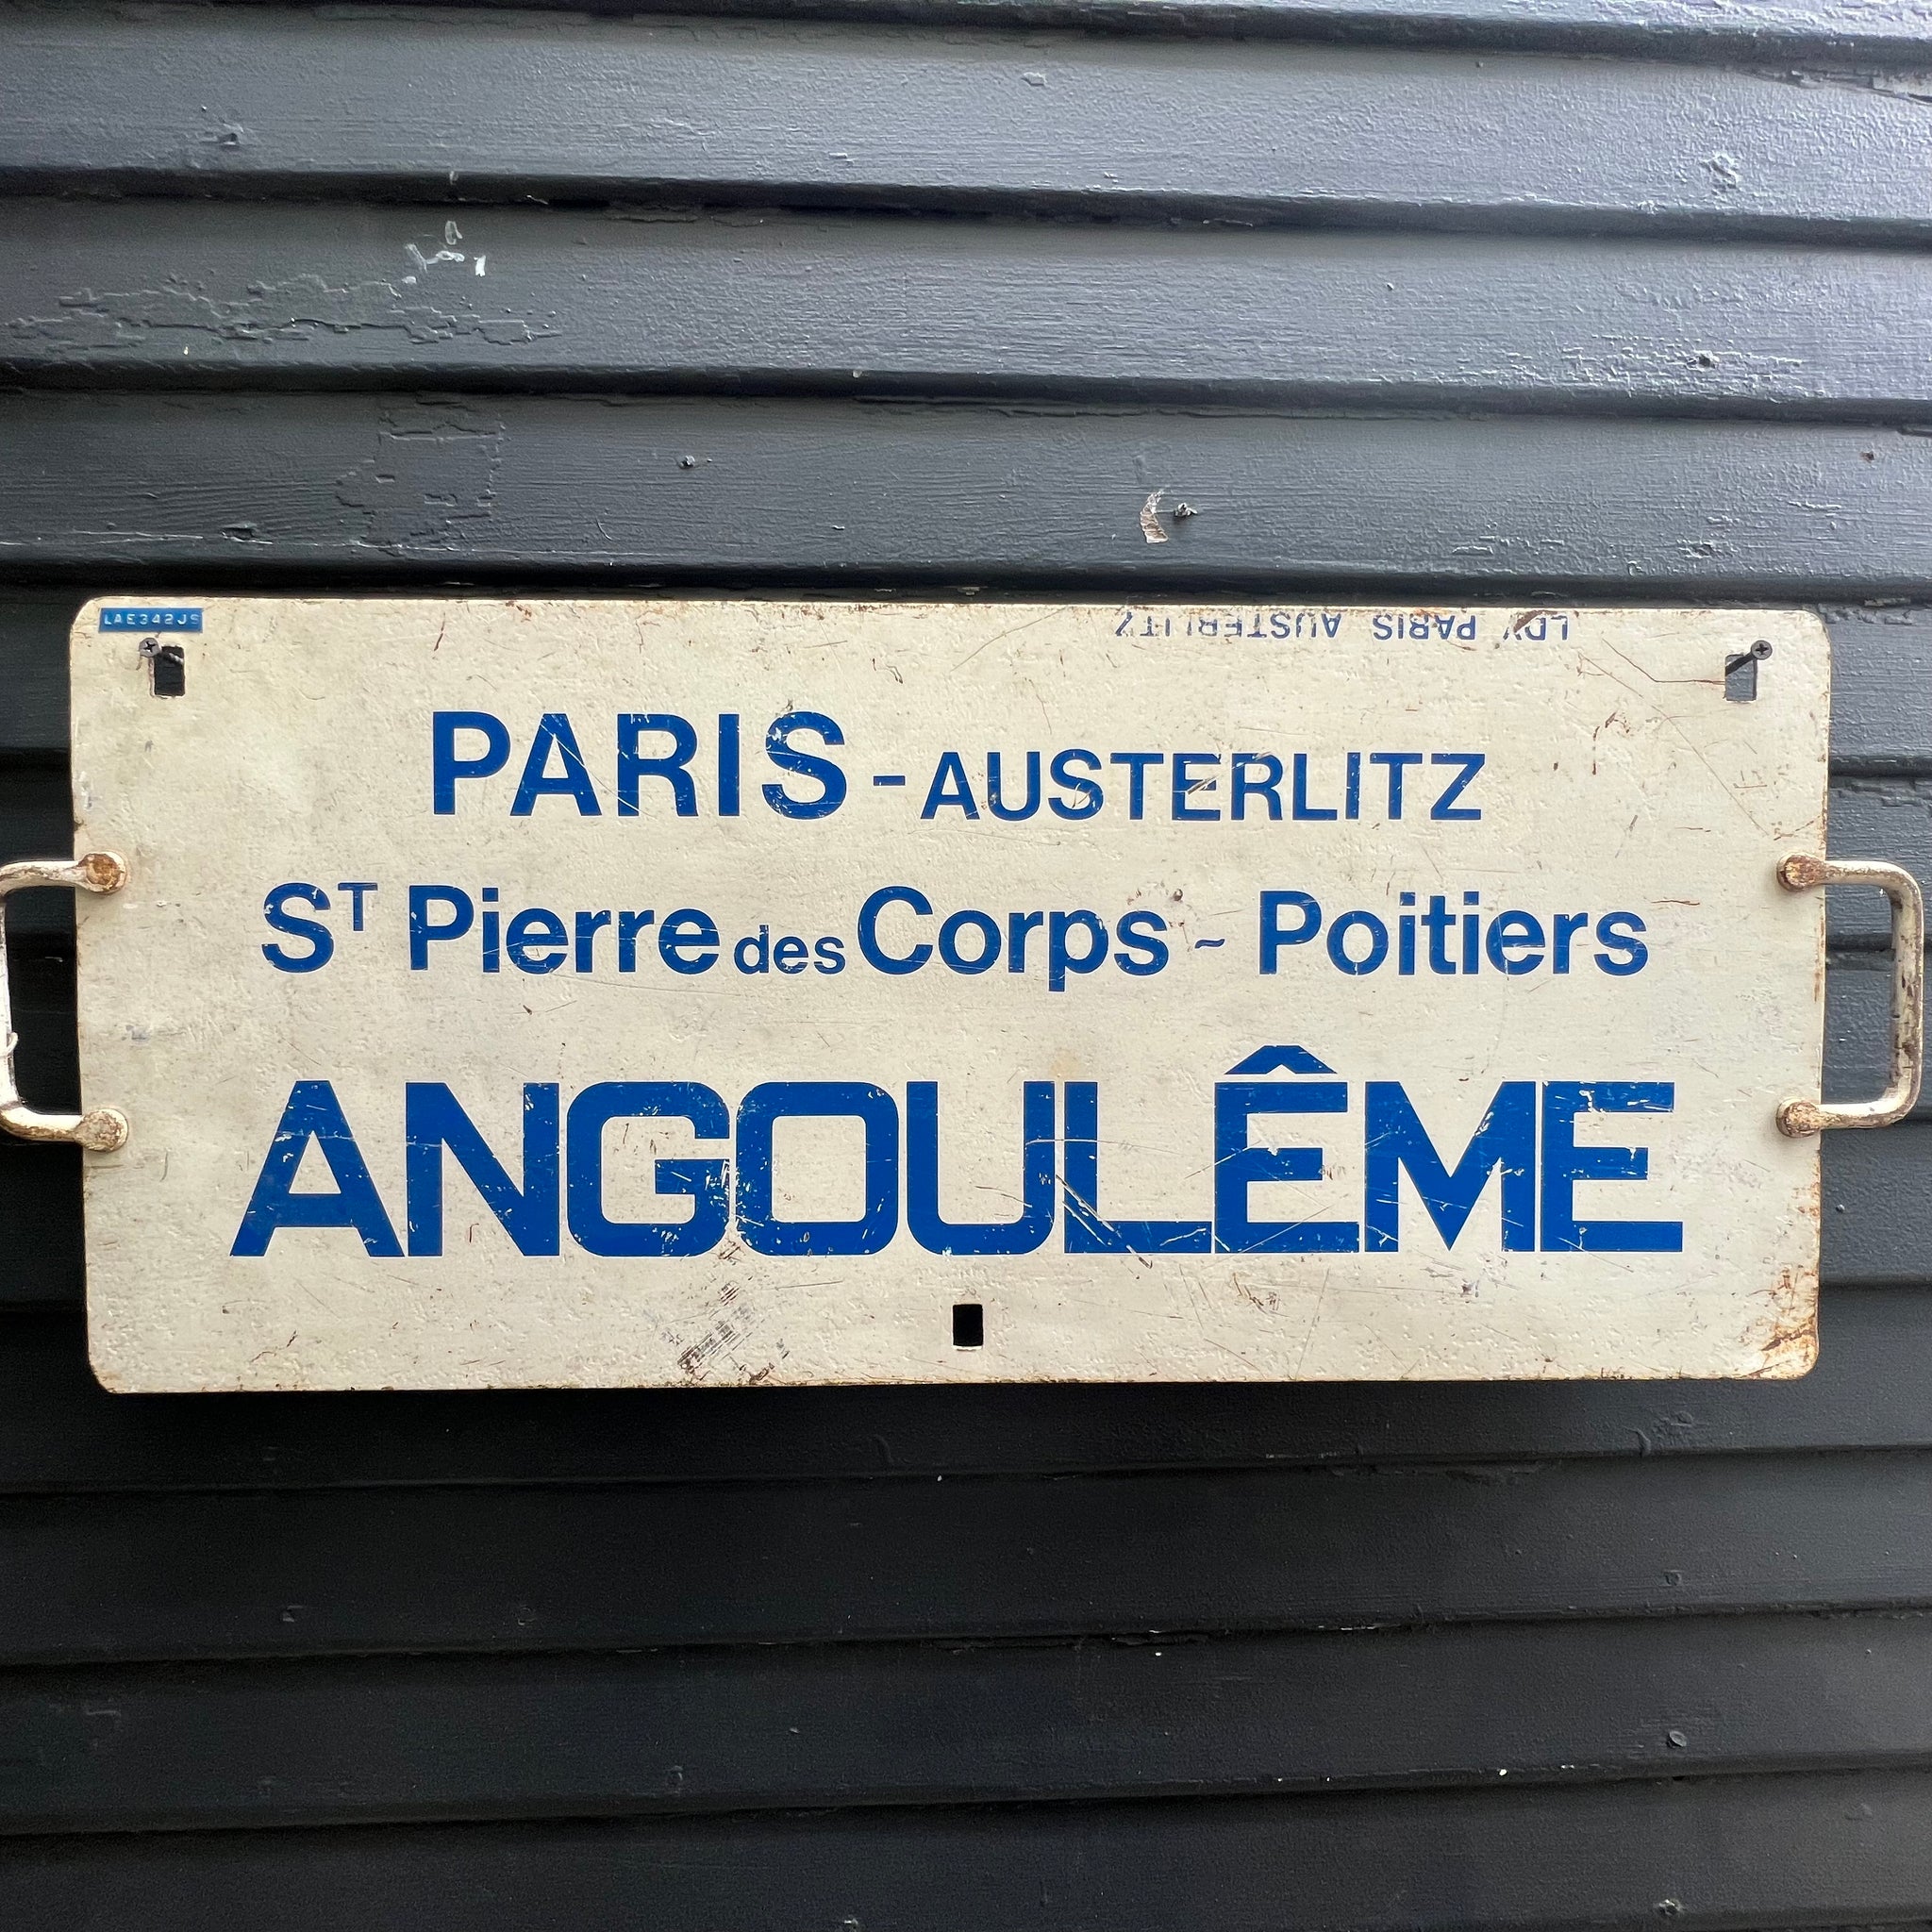 LAE342JS
LDV PARIS AUSTERLITZ
PARIS - AUSTERLITZ
ST Pierre des Corps - Poitiers
ANGOULÊME